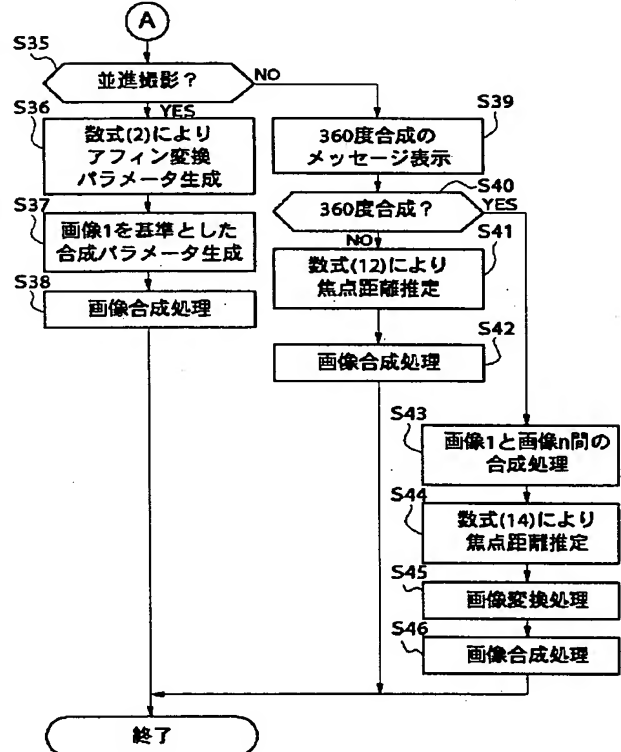 A
S35
並進撮影?
NO
YES
S36
数式(2)により
アフィン変換
パラメータ生成
S37
画像1を基準とした
合成パラメータ生成
S38
画像合成処理
S39
360度合成の
メッセージ表示
S40
360度合成?
YES
NO
S41
数式(12)により
焦点距離推定
S42
画像合成処理
S43
画像1と画像n間の
合成処理
S44
数式(14)により
焦点距離推定
S45
画像変換処理
S46
画像合成処理
終了